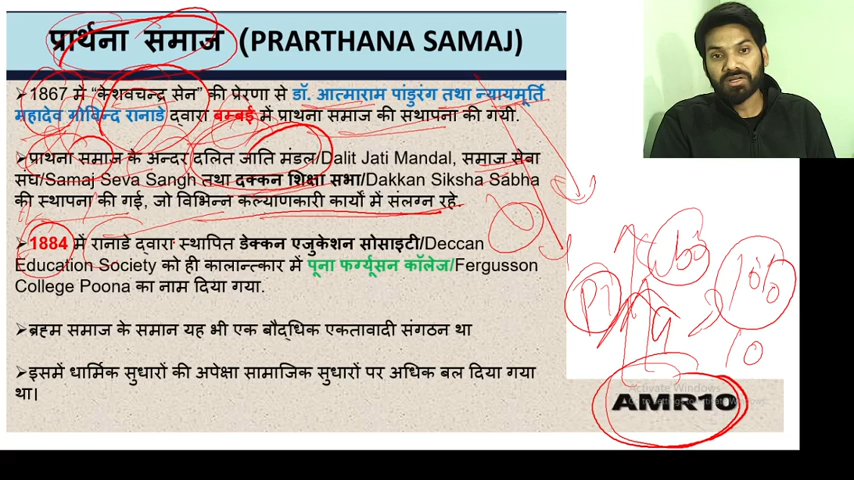 प्रार्थना समाज (PRARTHANA SAMAJ)
➢1867 में “केशवचन्द्र सेन” की प्रेरणा से डॉ. आत्माराम पांडुरंग तथा न्यायमूर्ति
महादेव गोविन्द रानाडे द्वारा बम्बई में प्रार्थना समाज की स्थापना की गयी.
➢प्रार्थना समाज के अन्दर दलित जाति मंडल/Dalit Jati Mandal, समाज सेवा
संघ/Samaj Seva Sangh तथा दक्कन शिक्षा सभा/Dakkan Siksha Sabha
की स्थापना की गई, जो विभिन्न कल्याणकारी कार्यों में संलग्न रहे.
➢1884 में रानाडे द्वारा स्थापित डेक्कन एजुकेशन सोसाइटी/Deccan
Education Society को ही कालान्त्कार में पूना फर्ग्यूसन कॉलेज/Fergusson
College Poona का नाम दिया गया.
➢ब्रह्म समाज के समान यह भी एक बौद्धिक एकतावादी संगठन था
➢इसमें धार्मिक सुधारों की अपेक्षा सामाजिक सुधारों पर अधिक बल दिया गया
था।
Activate Windows
AMR10